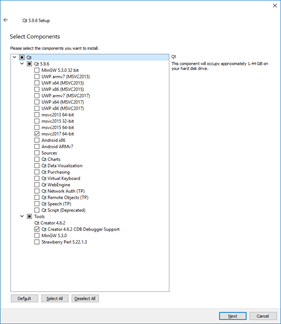 Qt 5.9.6 Setup
Select Components
Please select the components you want to install.
Qt
Qt
This component will occupy approximately 1.44 GB on
your hard disk drive.
Qt 5.9.6
MinGW 5.3.0 32 bit
UWP armv7 (MSVC2015)
UWP x64 (MSVC2015)
UWP x86 (MSVC2015)
UWP armv7 (MSVC2017)
UWP x64 (MSVC2017)
UWP x86 (MSVC2017)
msvc2013 64-bit
msvc2015 32-bit
msvc2015 64-bit
msvc2017 64-bit
Android x86
Android ARMv7
Sources
Qt Charts
Qt Data Visualization
Qt Purchasing
Qt Virtual Keyboard
Qt WebEngine
Qt Network Auth (TP)
Qt Remote Objects (TP)
Qt Speech (TP)
Qt Script (Deprecated)
Tools
Qt Creator 4.6.2
Qt Creator 4.6.2 CDB Debugger Support
MinGW 5.3.0
Strawberry Perl 5.22.1.3
Default
Select All
Deselect All
Next
Cancel